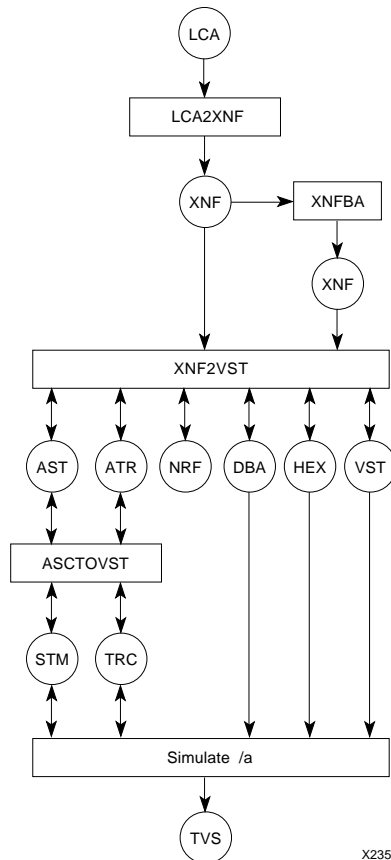 LCA
LCA2XNF
XNF
XNFBA
XNF
XNF2VST
AST ATR NRF DBA HEX VST
ASCTOVST
STM TRC
Simulate /a
TVS
X235